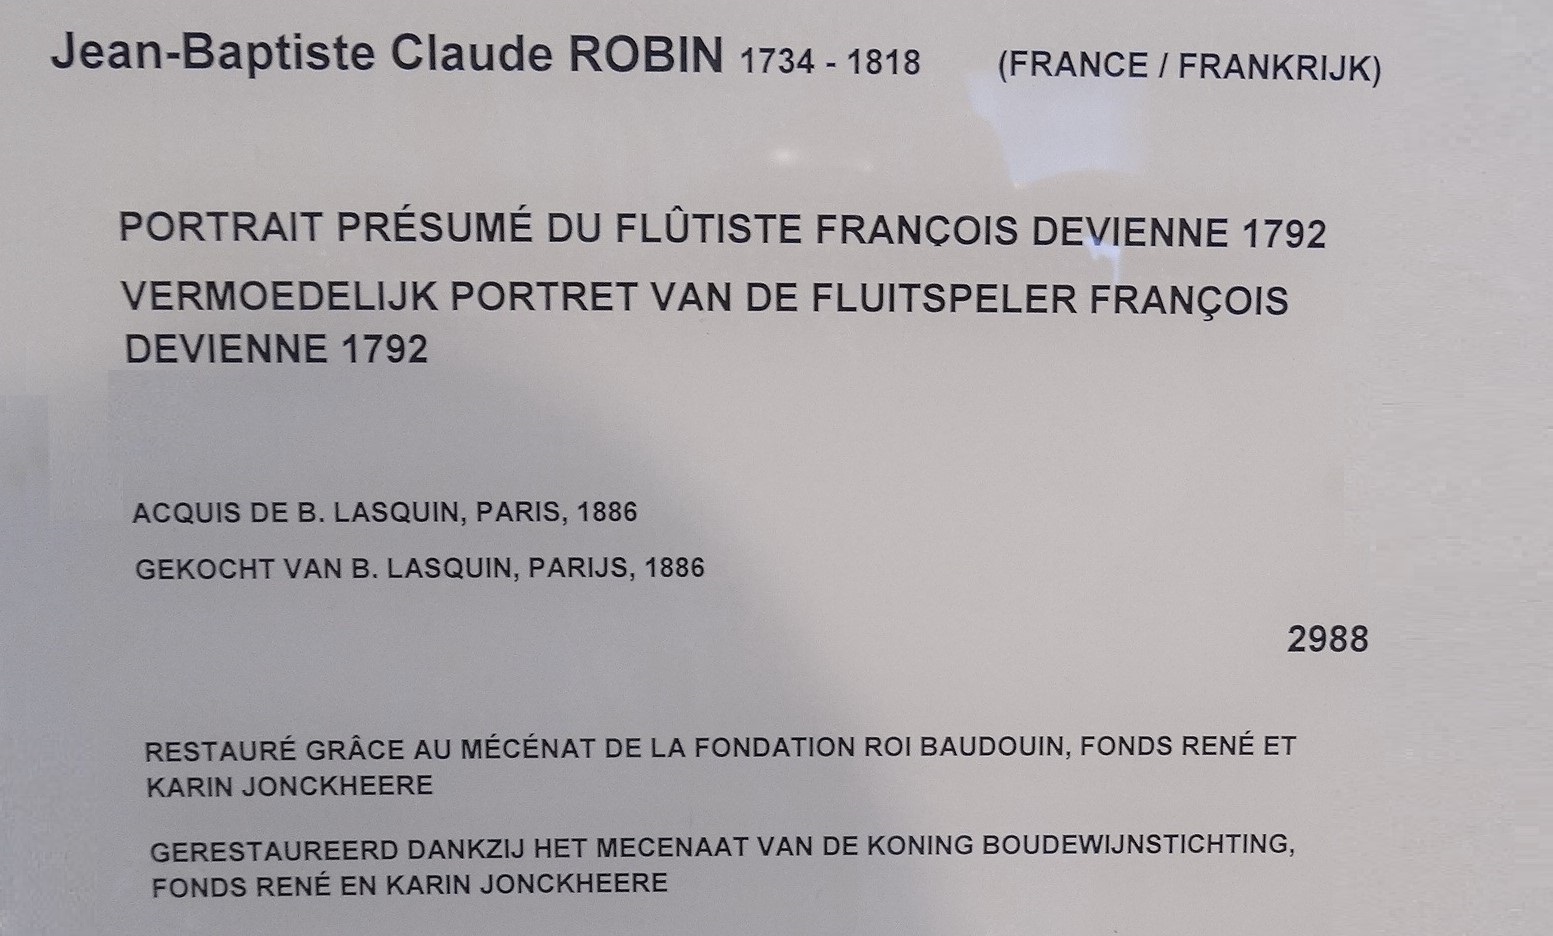 Jean-Baptiste Claude ROBIN 1734 - 1818 (FRANCE / FRANKRIJK)
PORTRAIT PRÉSUMÉ DU FLÛTISTE FRANÇOIS DEVIENNE 1792
VERMOEDELIJK PORTRET VAN DE FLUITSPELER FRANÇOIS
DEVIENNE 1792
ACQUIS DE B. LASQUIN, PARIS, 1886
GEKOCHT VAN B. LASQUIN, PARIJS, 1886
2988
RESTAURÉ GRÂCE AU MÉCÉNAT DE LA FONDATION ROI BAUDOUIN, FONDS RENÉ ET
KARIN JONCKHEERE
GERESTAUREERD DANKZIJ HET MECENAAT VAN DE KONING BOUDEWIJNSTICHTING,
FONDS RENÉ EN KARIN JONCKHEERE